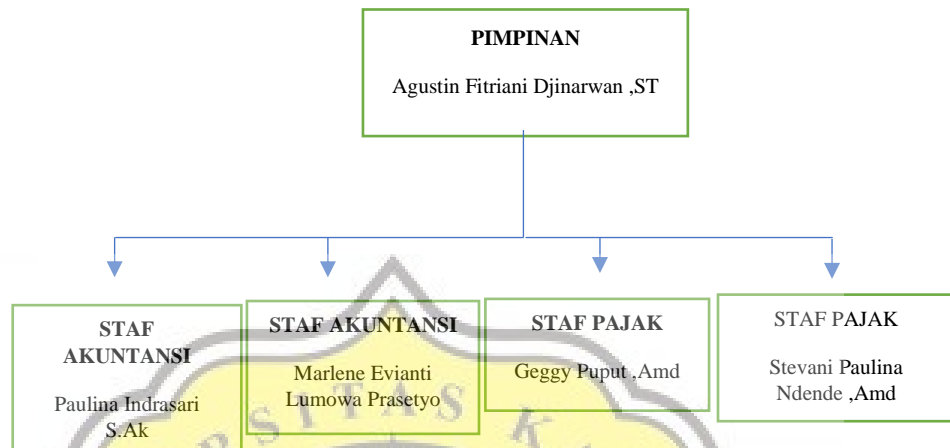 PIMPINAN
Agustin Fitriani Djinarwan ,ST
STAF
AKUNTANSI
Paulina Indrasari
S.Ak
STAF AKUNTANSI
Marlene Evianti
Lumowa Prasetyo
STAF PAJAK
Geggy Puput ,Amd
STAF PAJAK
Stevani Paulina
Ndende ,Amd
R S I T A S K